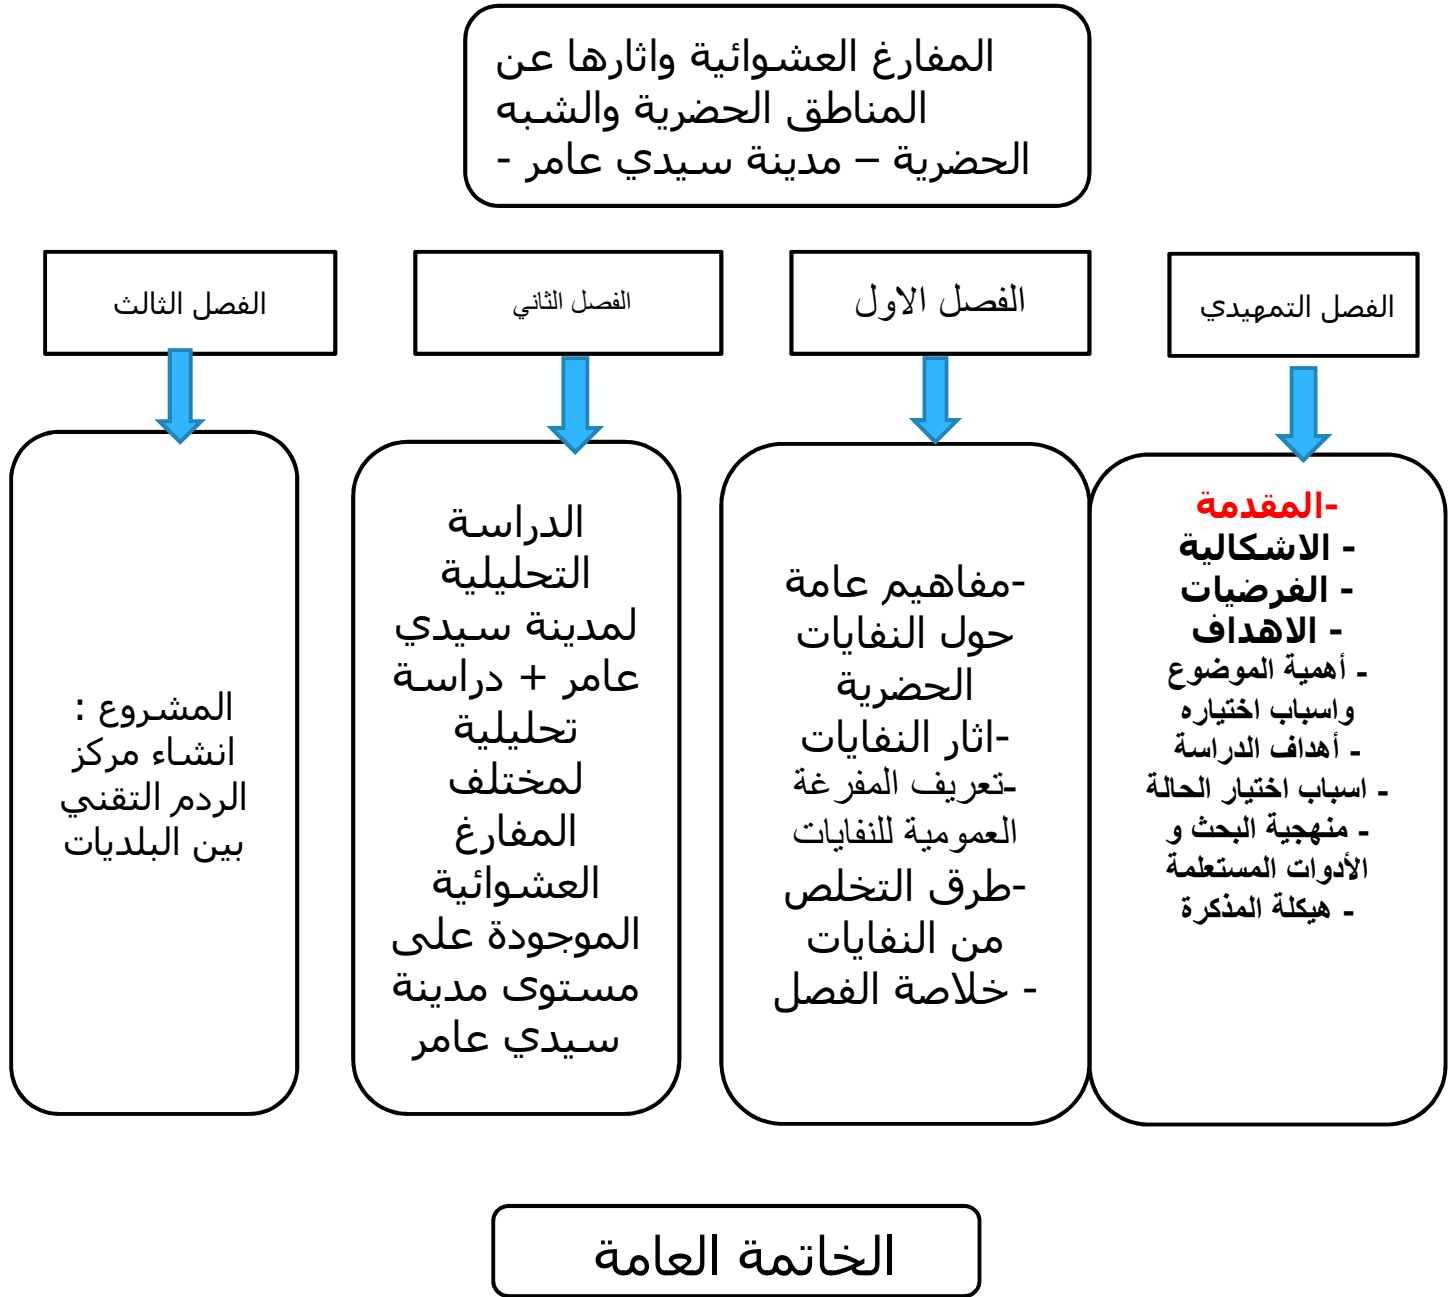 المفارغ العشوائية واثارها عن
المناطق الحضرية والشبه
الحضرية – مدينة سيدي عامر -
الفصل التمهيدي
الفصل الاول
الفصل الثاني
الفصل الثالث
-المقدمة
- الاشكالية
- الفرضيات
- الاهداف
- أهمية الموضوع
واسباب اختياره
- أهداف الدراسة
- اسباب اختيار الحالة
- منهجية البحث و
الأدوات المستعلمة
- هيكلة المذكرة
-مفاهيم عامة
حول النفايات
الحضرية
-اثار النفايات
-تعريف المفرغة
العمومية للنفايات
-طرق التخلص
من النفايات
- خلاصة الفصل
الدراسة
التحليلية
لمدينة سيدي
عامر + دراسة
تحليلية
لمختلف
المفارغ
العشوائية
الموجودة على
مستوى مدينة
سيدي عامر
المشروع :
انشاء مركز
الردم التقني
بين البلديات
الخاتمة العامة